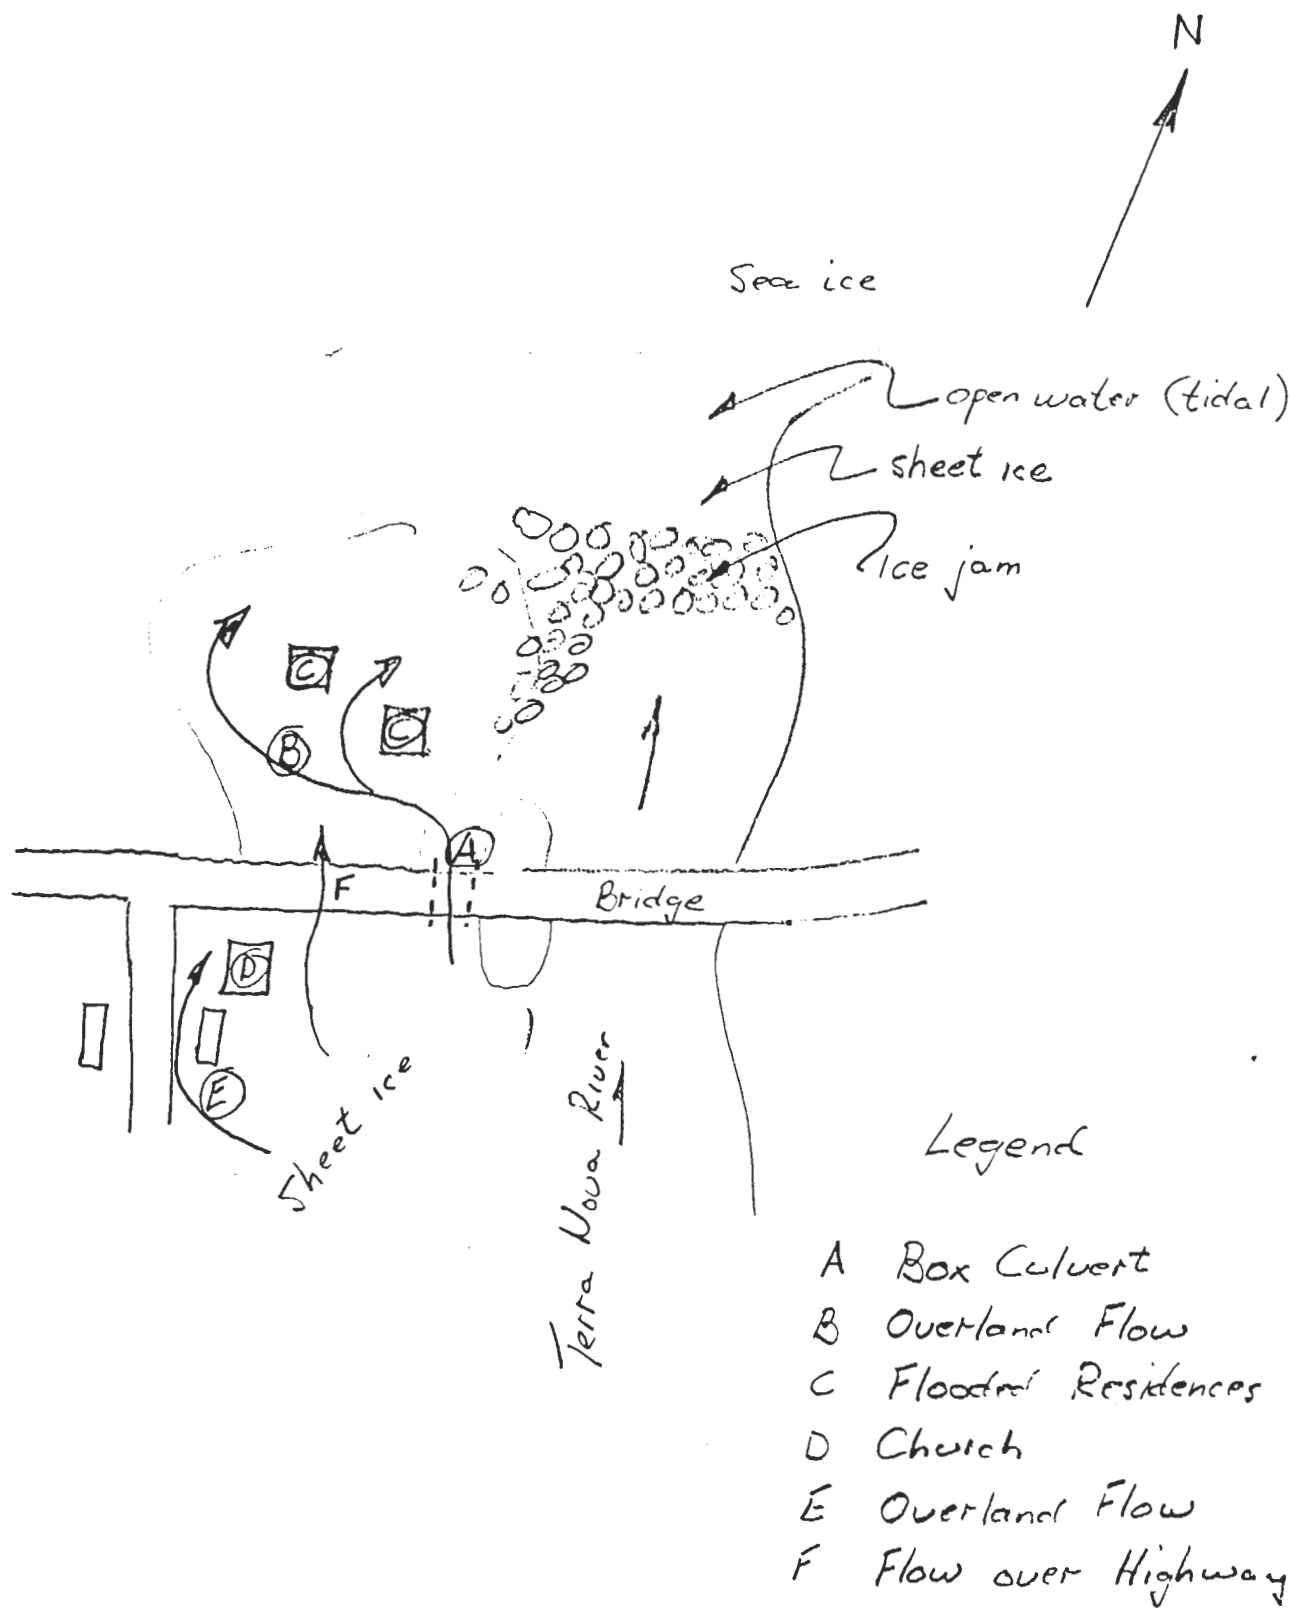 N
Sea ice
open water (tidal)
sheet ice
Ice jam
C
C
B
A
F
Bridge
D
E
Sheet ice
Terra Nova River
Legend
A Box Culvert
B Overland Flow
C Flooded Residences
D Church
E Overland Flow
F Flow over Highway